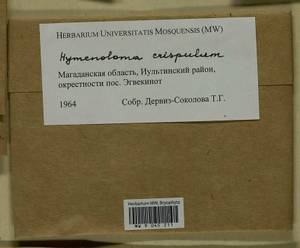 HERBARIUM UNIVERSITATIS MOSQUENSIS (MW)
Hymenoloma crispulum
Магаданская область, Иультинский район,
окрестности пос. Эгвекинот
1964 Собр. Дервиз-Соколова Т.Г.
Herbarium MW, Bryophyta